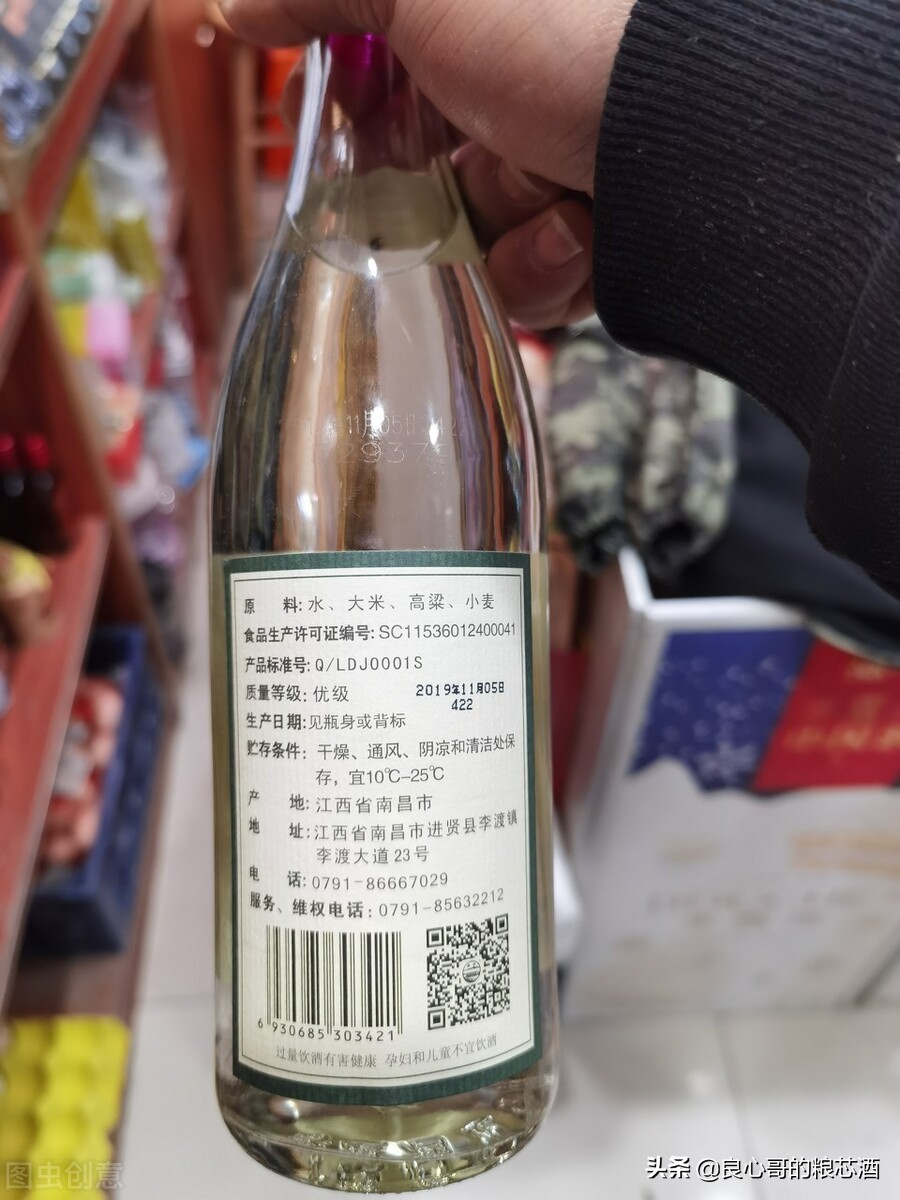 11月05日
原 料:水、大米、高粱、小麦
食品生产许可证编号:SC11536012400041
产品标准号:Q/LDJ0001S
质量等级:优级
2019年11月05日
422
生产日期:见瓶身或背标
贮存条件:干燥、通风、阴凉和清洁处保
存，宜10℃-25℃
产 地:江西省南昌市
地 址:江西省南昌市进贤县李渡镇
李渡大道23号
电 话:0791-86667029
服务、维权电话:0791-85632212
6 930685 303421
过量饮酒有害健康 孕妇和儿童不宜饮酒
图虫创意
头条 @良心哥的粮芯酒